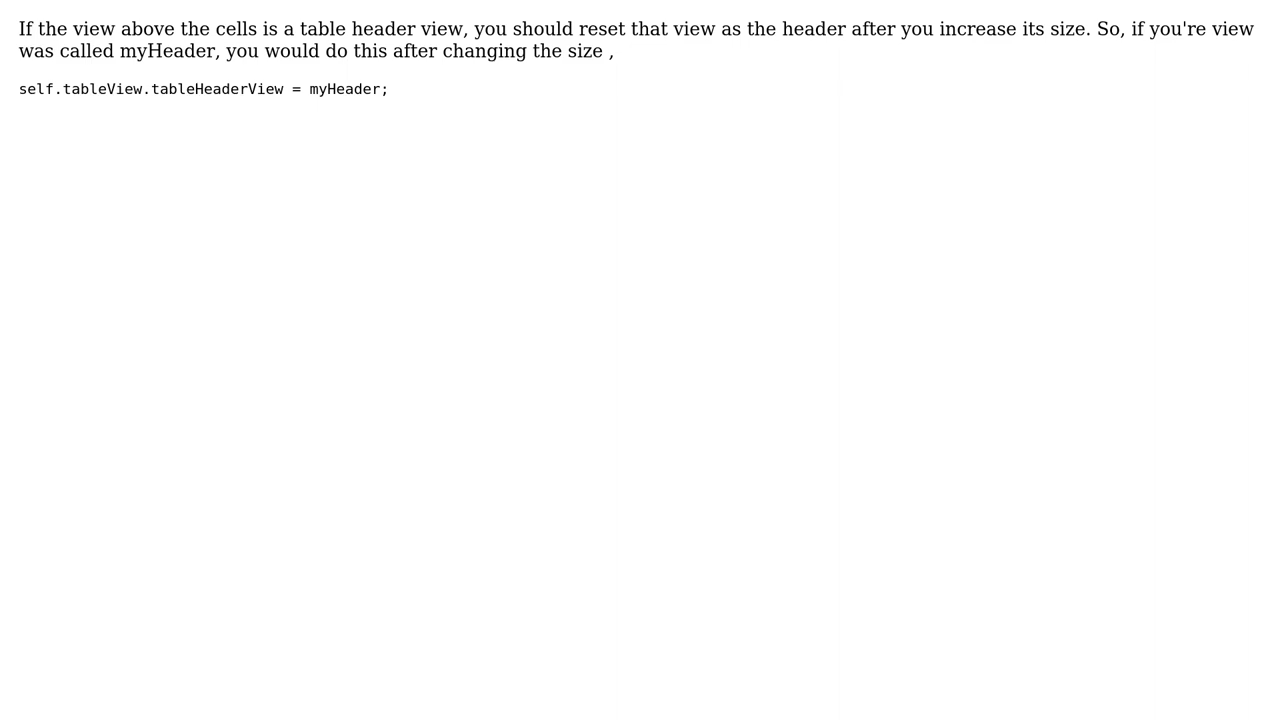 If the view above the cells is a table header view, you should reset that view as the header after you increase its size. So, if you're view
was called myHeader, you would do this after changing the size ,
self.tableView.tableHeaderView = myHeader;